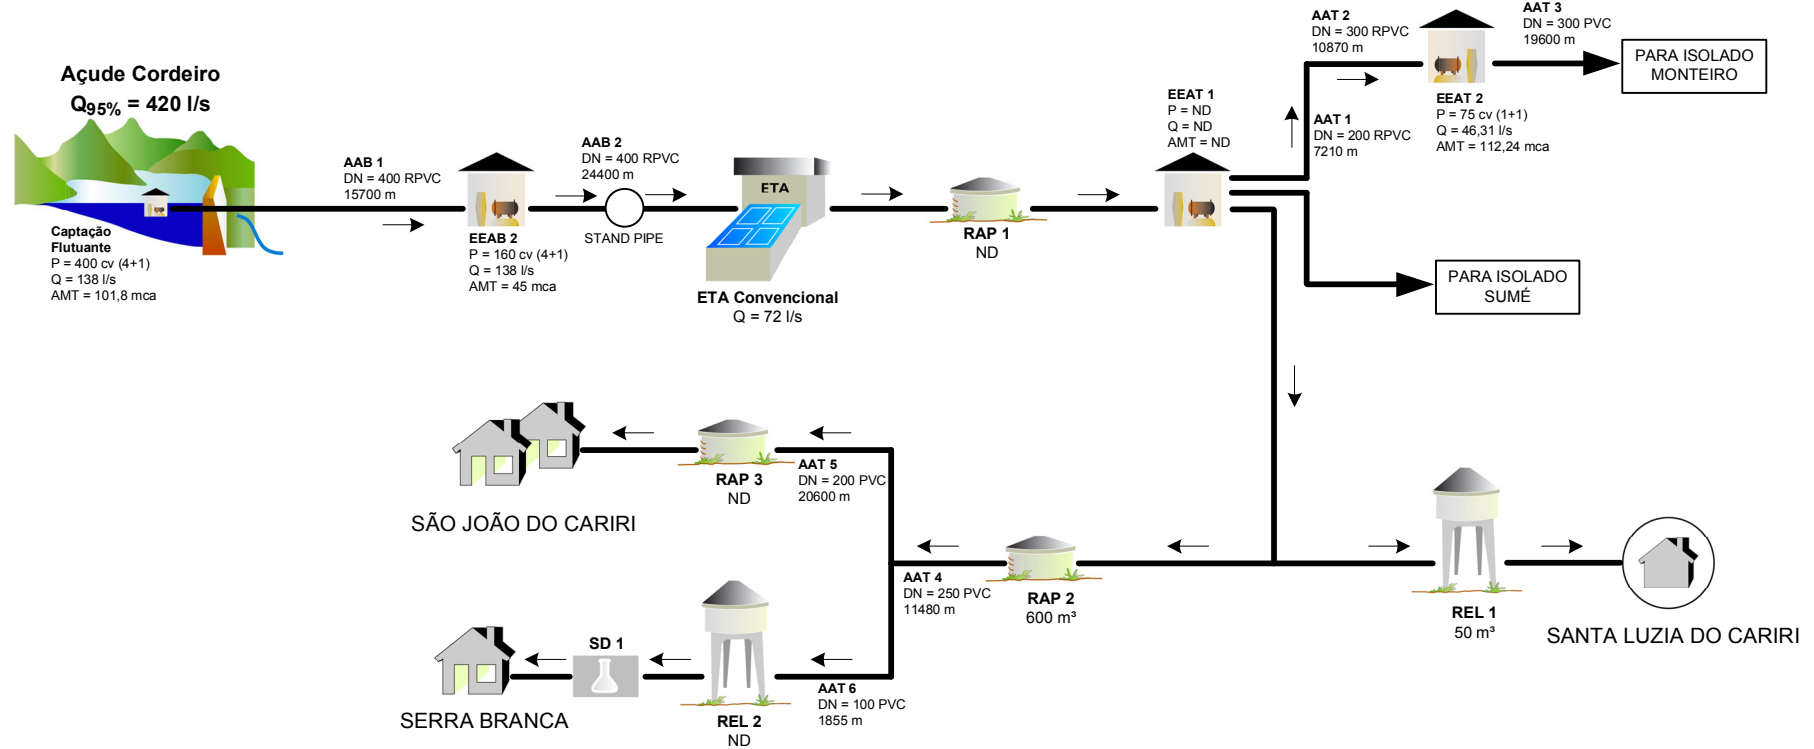 Açude Cordeiro
Q95% = 420 l/s
Captação
Flutuante
P = 400 cv (4+1)
Q = 138 l/s
AMT = 101,8 mca
AAB 1
DN = 400 RPVC
15700 m
EEAB 2
P = 160 cv (4+1)
Q = 138 l/s
AMT = 45 mca
AAB 2
DN = 400 RPVC
24400 m
STAND PIPE
ETA
ETA Convencional
Q = 72 l/s
RAP 1
ND
EEAT 1
P = ND
Q = ND
AMT = ND
AAT 1
DN = 200 RPVC
7210 m
AAT 2
DN = 300 RPVC
10870 m
EEAT 2
P = 75 cv (1+1)
Q = 46,31 l/s
AMT = 112,24 mca
AAT 3
DN = 300 PVC
19600 m
PARA ISOLADO
MONTEIRO
PARA ISOLADO
SUMÉ
SÃO JOÃO DO CARIRI
RAP 3
ND
AAT 5
DN = 200 PVC
20600 m
AAT 4
DN = 250 PVC
11480 m
RAP 2
600 m³
REL 1
50 m³
SANTA LUZIA DO CARIRI
SERRA BRANCA
SD 1
REL 2
ND
AAT 6
DN = 100 PVC
1855 m